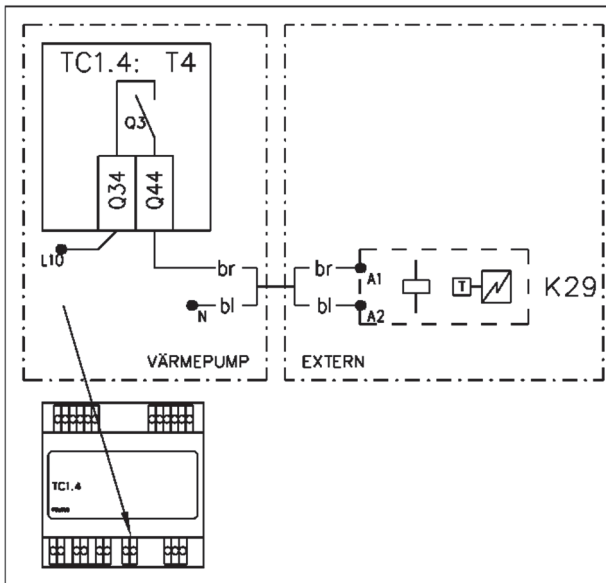 TC1.4: T4
Q3
Q34
Q44
L10
br
br
A1
K29
T
N
bl
bl
A2
VÄRMEPUMP
EXTERN
TC1.4